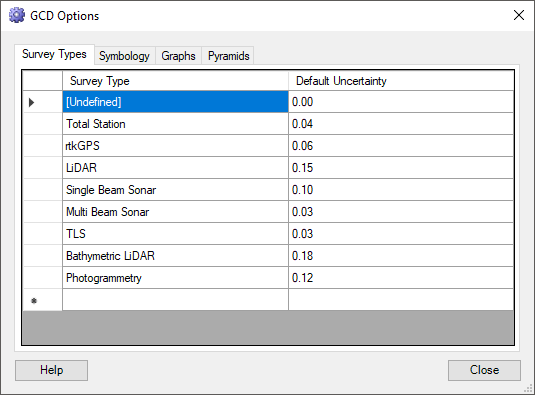 GCD Options
Survey Types Symbology Graphs Pyramids
Survey Type Default Uncertainty
[Undefined] 0.00
Total Station 0.04
rtkGPS 0.06
LiDAR 0.15
Single Beam Sonar 0.10
Multi Beam Sonar 0.03
TLS 0.03
Bathymetric LiDAR 0.18
Photogrammetry 0.12
Help Close